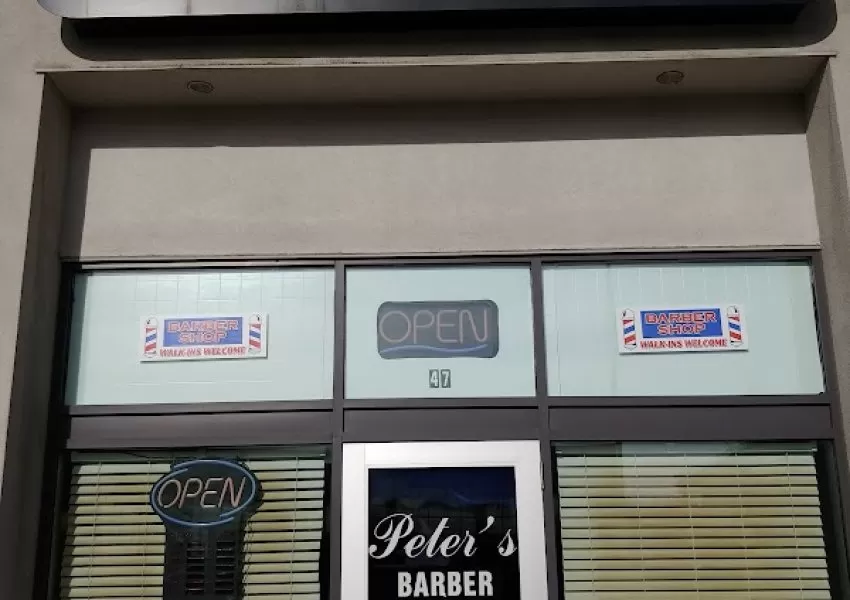 BARBER
SHOP
WALK-INS WELCOME
OPEN
47
BARBER
SHOP
WALK-INS WELCOME
OPEN
Peter's
BARBER